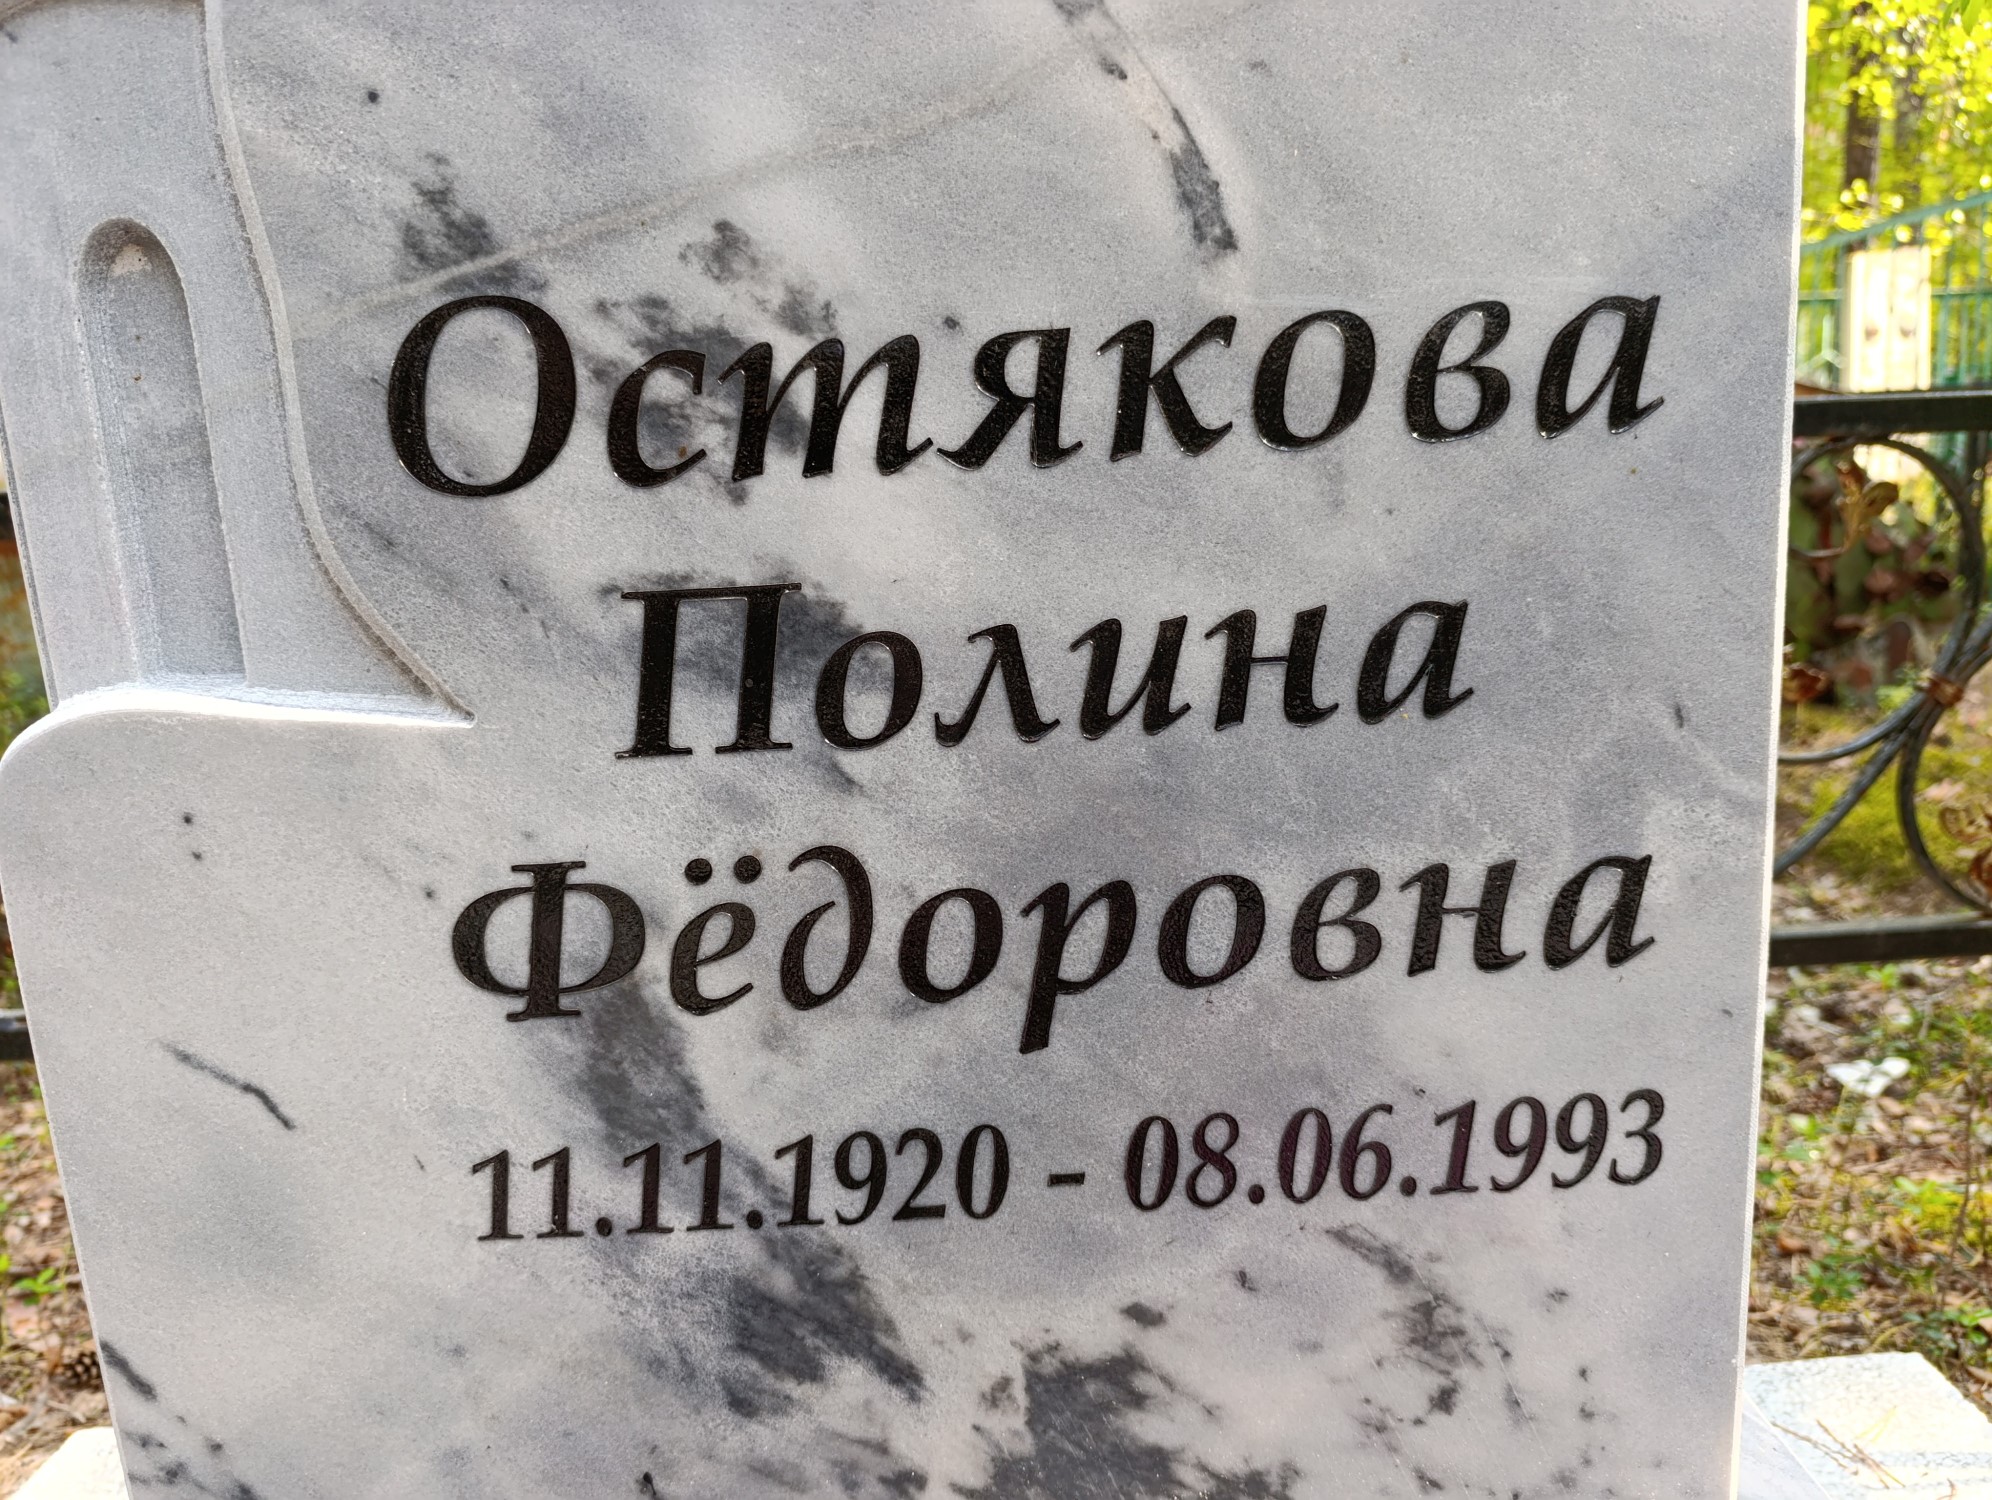 Остякова
Полина
Фёдоровна
11.11.1920 - 08.06.1993